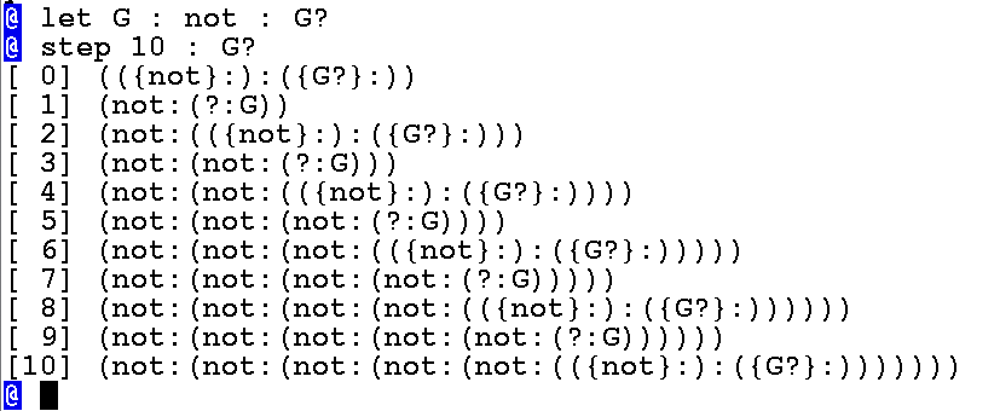 @ let G : not : G?
@ step 10 : G?
[ 0] (({not}:):({G?}:))
[ 1] (not:(?:G))
[ 2] (not:(({not}:):({G?}:)))
[ 3] (not:(not:(?:G)))
[ 4] (not:(not:(({not}:):({G?}:))))
[ 5] (not:(not:(not:(?:G))))
[ 6] (not:(not:(not:(({not}:):({G?}:)))))
[ 7] (not:(not:(not:(not:(?:G)))))
[ 8] (not:(not:(not:(not:(({not}:):({G?}:))))))
[ 9] (not:(not:(not:(not:(not:(?:G))))))
[10] (not:(not:(not:(not:(not:(({not}:):({G?}:)))))))
@